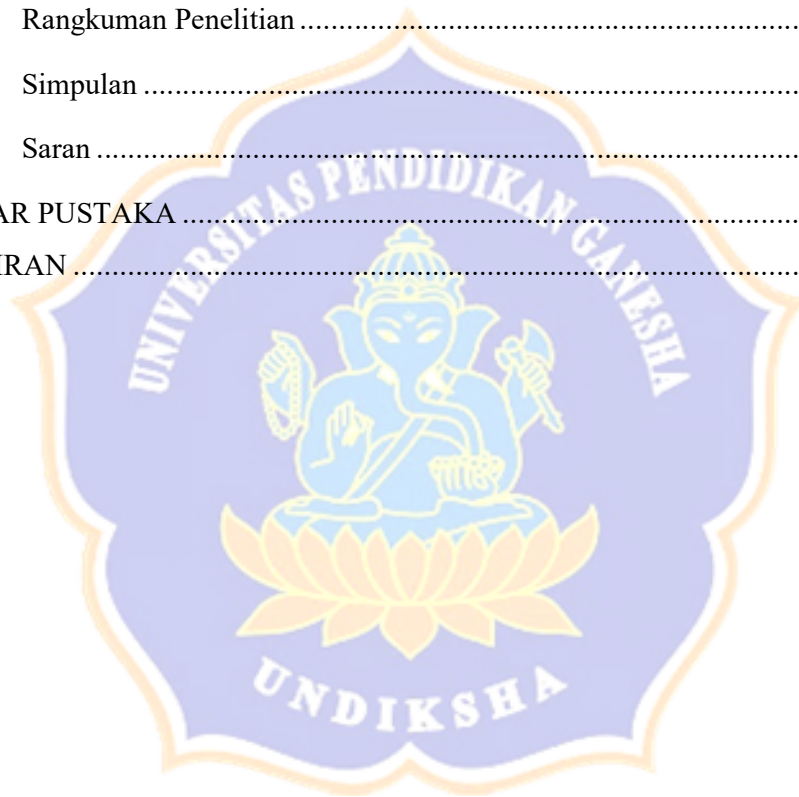 Rangkuman Penelitian ........................................................................
Simpulan ........................................................................
Saran ........................................................................
AR PUSTAKA ........................................................................
IRAN ........................................................................
UNIVERSITAS PENDIDIKAN GANESHA
UNDIKSHA